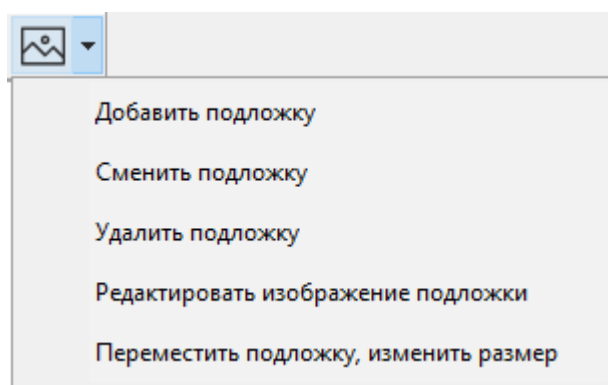 Добавить подложку
Сменить подложку
Удалить подложку
Редактировать изображение подложки
Переместить подложку, изменить размер